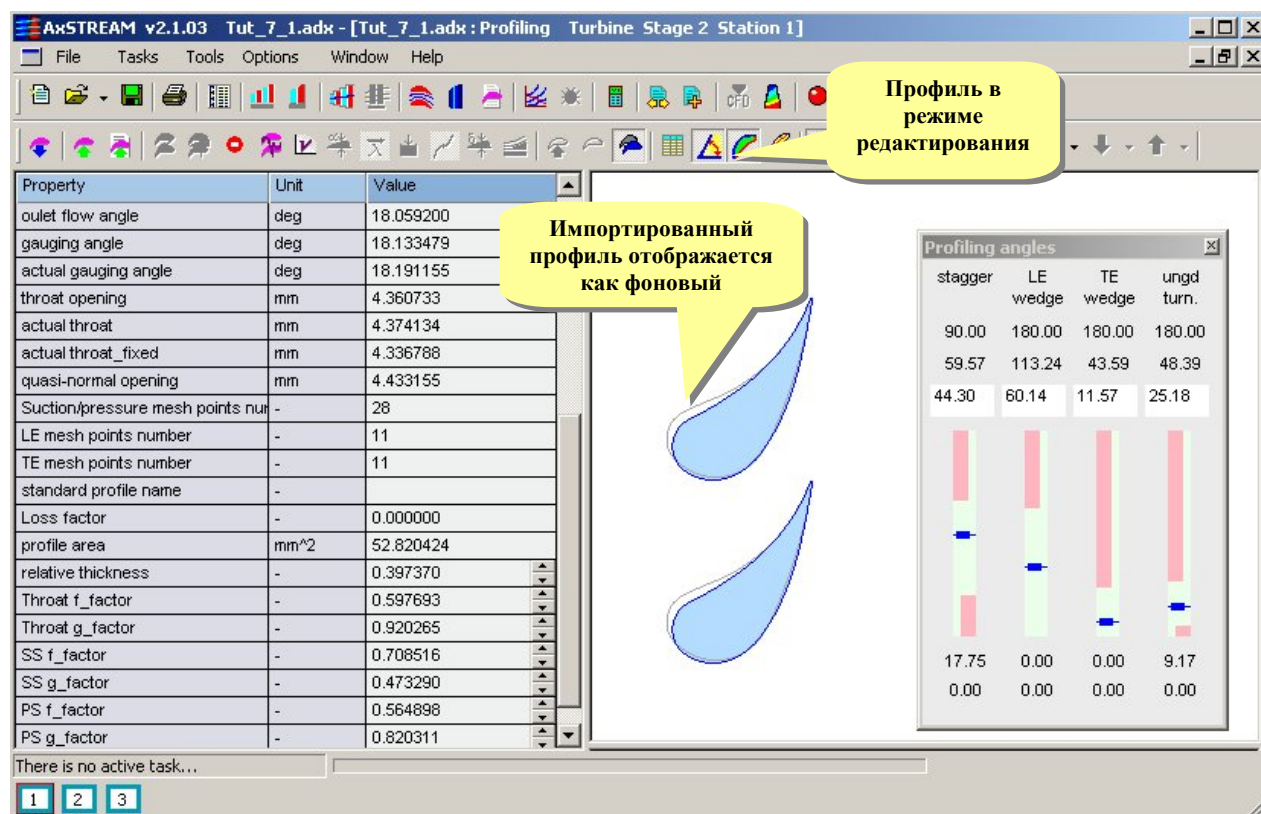 AxSTREAM v2.1.03 Tut_7_1.adx - [Tut_7_1.adx : Profiling Turbine Stage 2 Station 1]
File Tasks Tools Options Window Help
Профиль в
режиме
редактирования
Property Unit Value
oulet flow angle deg 18.059200
gauging angle deg 18.133479
actual gauging angle deg 18.191155
throat opening mm 4.360733
actual throat mm 4.374134
actual throat_fixed mm 4.336788
quasi-normal opening mm 4.433155
Suction/pressure mesh points nur - 28
LE mesh points number - 11
TE mesh points number - 11
standard profile name -
Loss factor - 0.000000
profile area mm^2 52.820424
relative thickness - 0.397370
Throat f_factor - 0.597693
Throat g_factor - 0.920265
SS f_factor - 0.708516
SS g_factor - 0.473290
PS f_factor - 0.564898
PS g_factor - 0.820311
Импортированный
профиль отображается
как фоновый
Profiling angles
stagger LE wedge TE wedge ungd turn.
90.00 180.00 180.00 180.00
59.57 113.24 43.59 48.39
44.30 60.14 11.57 25.18
17.75 0.00 0.00 9.17
0.00 0.00 0.00 0.00
There is no active task...
1 2 3